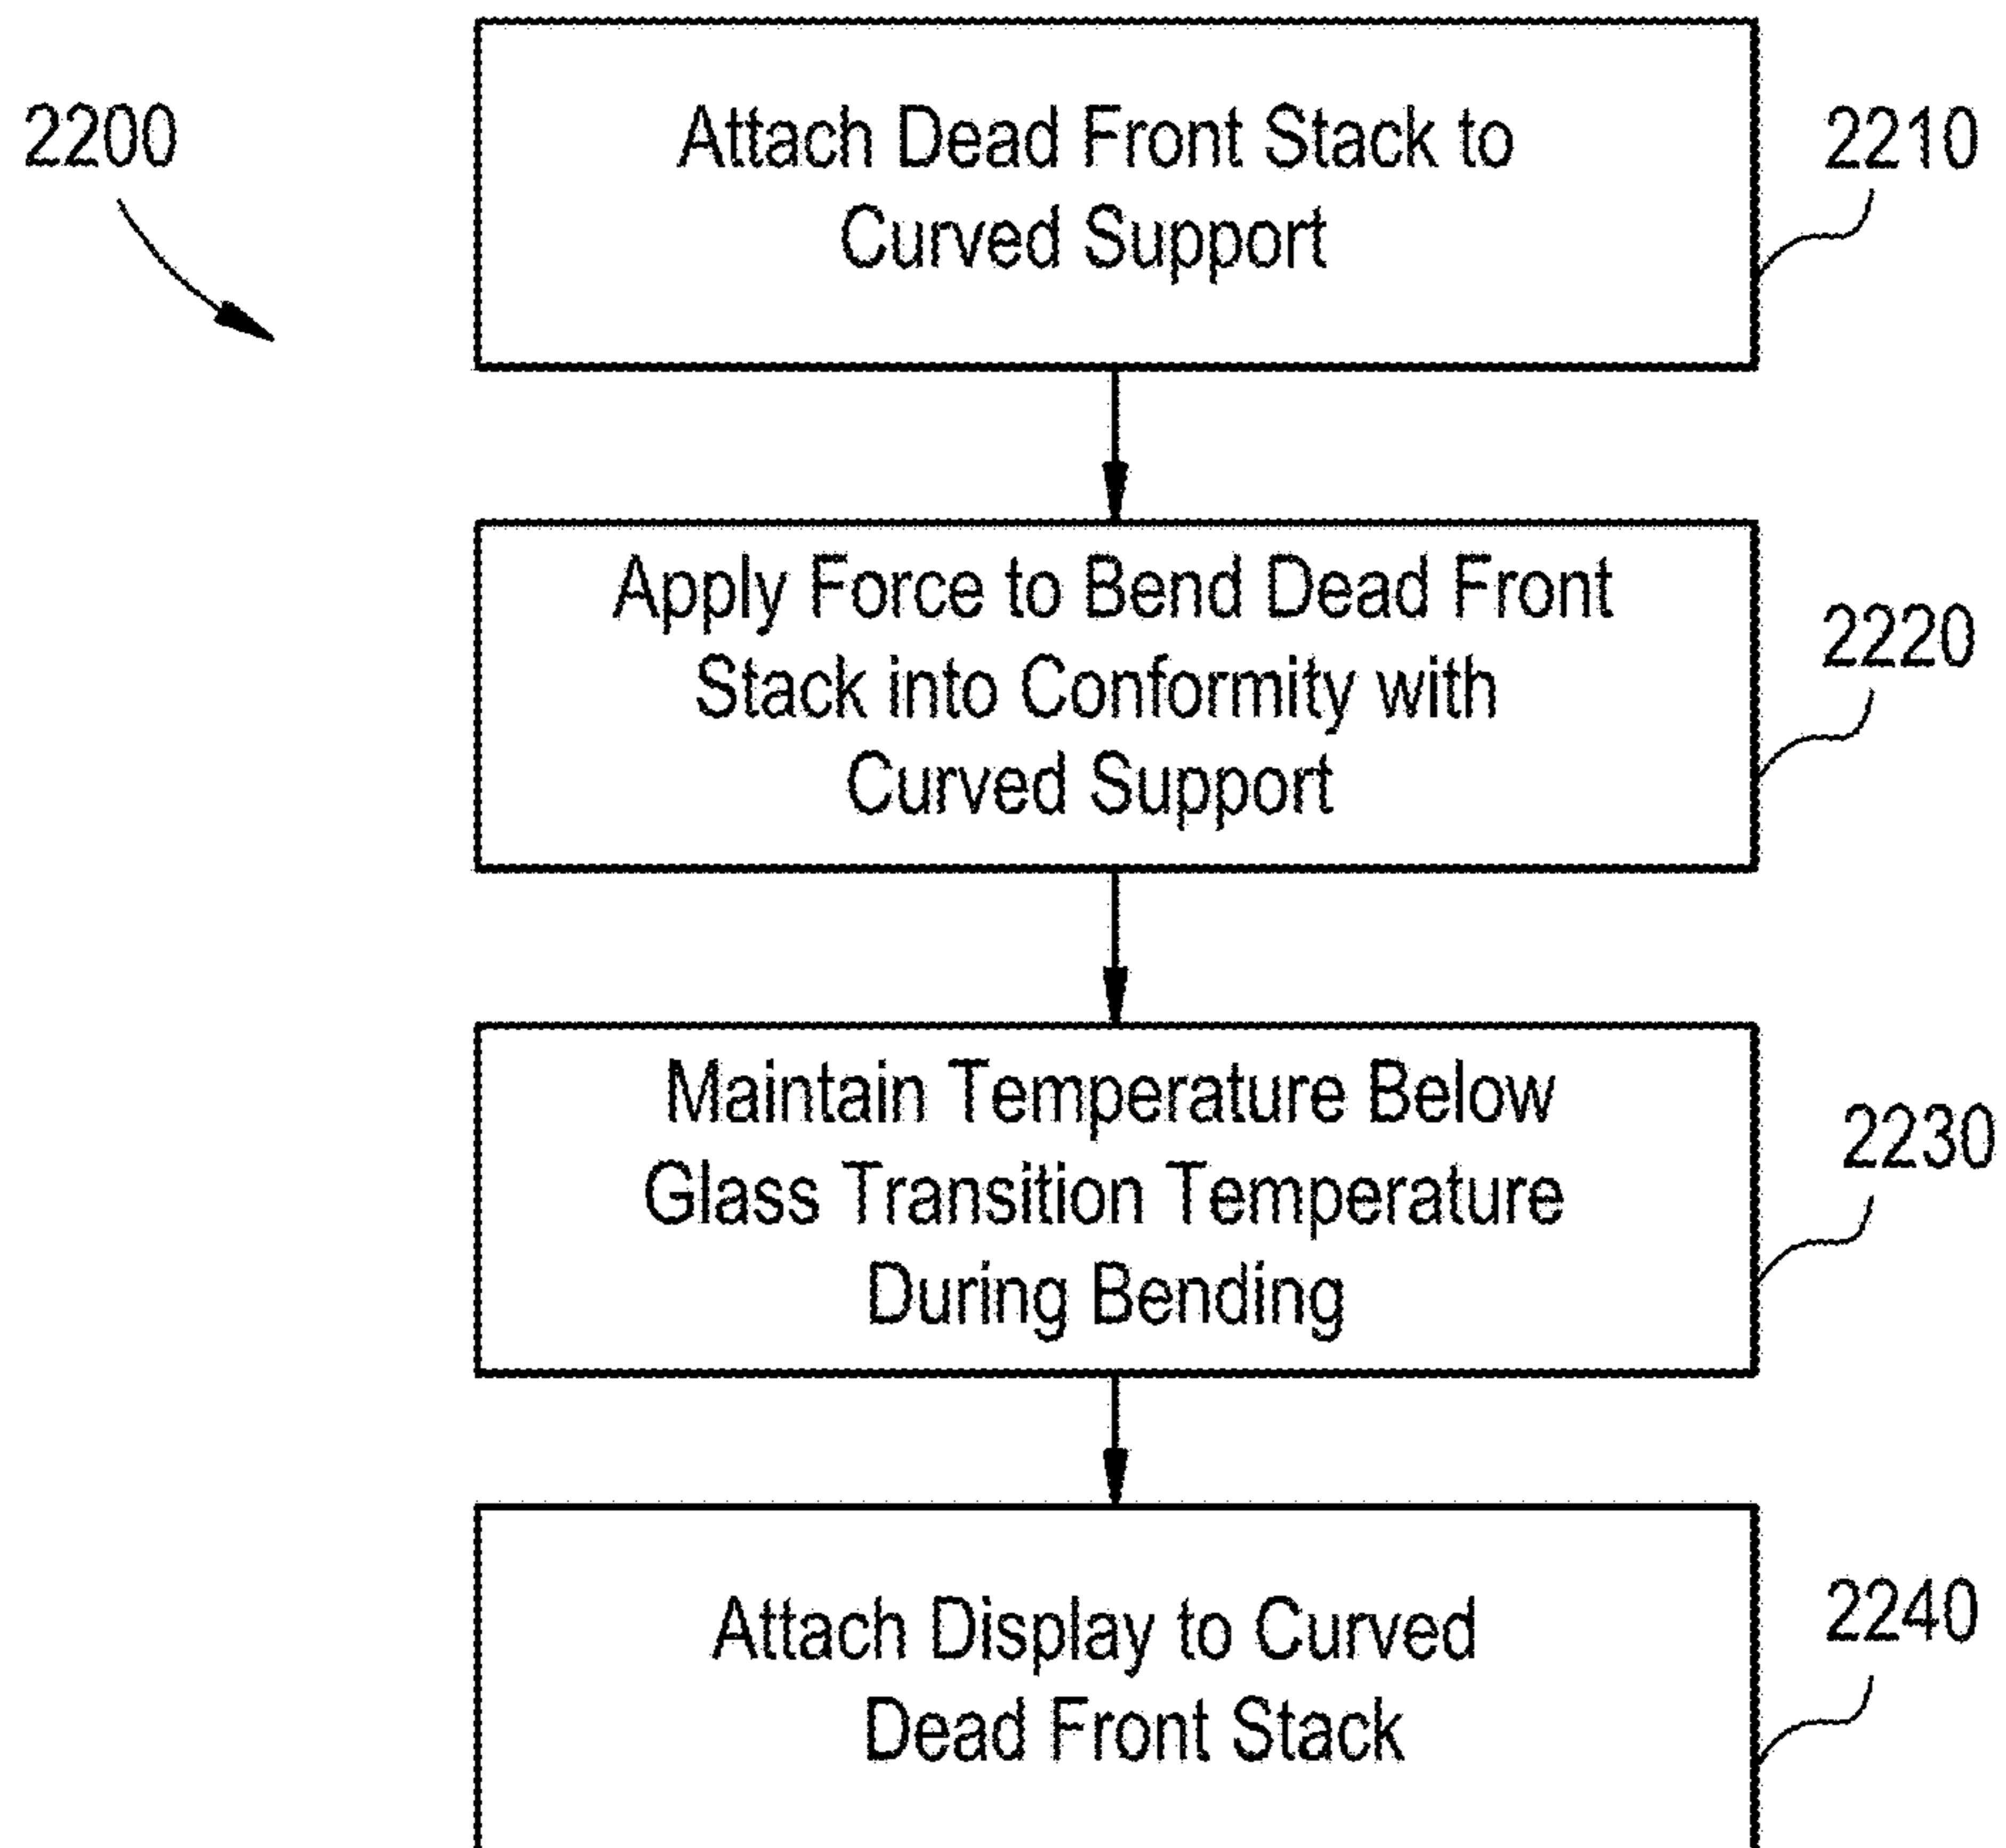 2200
Attach Dead Front Stack to
Curved Support
2210
Apply Force to Bend Dead Front
Stack into Conformity with
Curved Support
2220
Maintain Temperature Below
Glass Transition Temperature
During Bending
2230
Attach Display to Curved
Dead Front Stack
2240